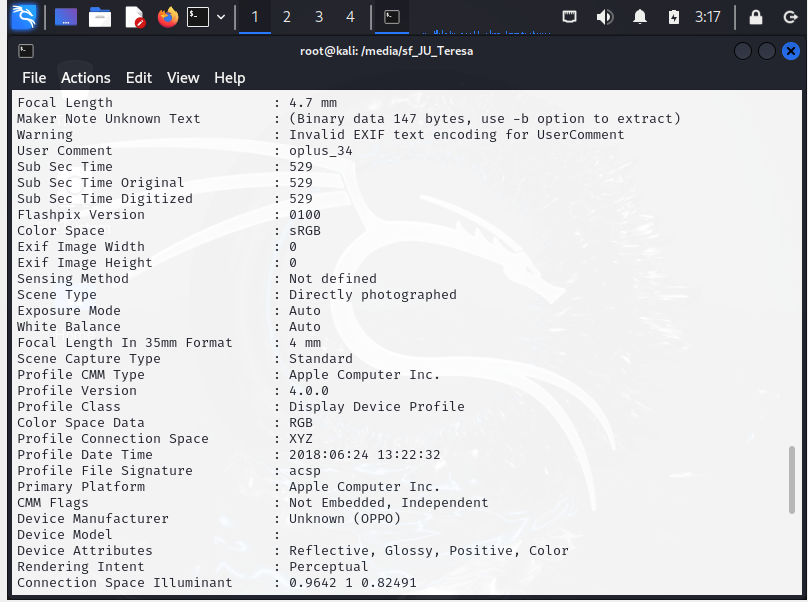 1 2 3 4 3:17
root@kali: /media/sf_JU_Teresa
File Actions Edit View Help
Focal Length : 4.7 mm
Maker Note Unknown Text : (Binary data 147 bytes, use -b option to extract)
Warning : Invalid EXIF text encoding for UserComment
User Comment : oplus_34
Sub Sec Time : 529
Sub Sec Time Original : 529
Sub Sec Time Digitized : 529
Flashpix Version : 0100
Color Space : sRGB
Exif Image Width : 0
Exif Image Height : 0
Sensing Method : Not defined
Scene Type : Directly photographed
Exposure Mode : Auto
White Balance : Auto
Focal Length In 35mm Format : 4 mm
Scene Capture Type : Standard
Profile CMM Type : Apple Computer Inc.
Profile Version : 4.0.0
Profile Class : Display Device Profile
Color Space Data : RGB
Profile Connection Space : XYZ
Profile Date Time : 2018:06:24 13:22:32
Profile File Signature : acsp
Primary Platform : Apple Computer Inc.
CMM Flags : Not Embedded, Independent
Device Manufacturer : Unknown (OPPO)
Device Model :
Device Attributes : Reflective, Glossy, Positive, Color
Rendering Intent : Perceptual
Connection Space Illuminant : 0.9642 1 0.82491